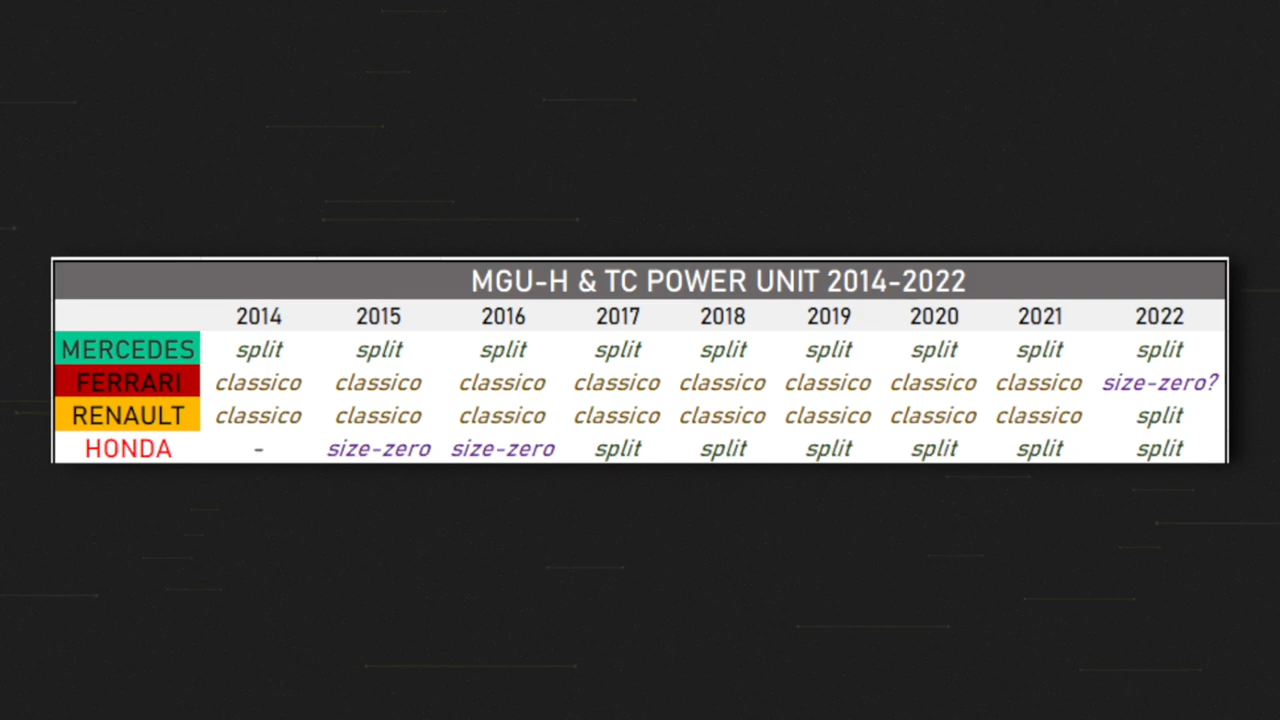 MGU-H & TC POWER UNIT 2014-2022
2014 2015 2016 2017 2018 2019 2020 2021 2022
MERCEDES split split split split split split split split split
FERRARI classico classico classico classico classico classico classico classico size-zero?
RENAULT classico classico classico classico classico classico classico classico split
HONDA - size-zero size-zero split split split split split split